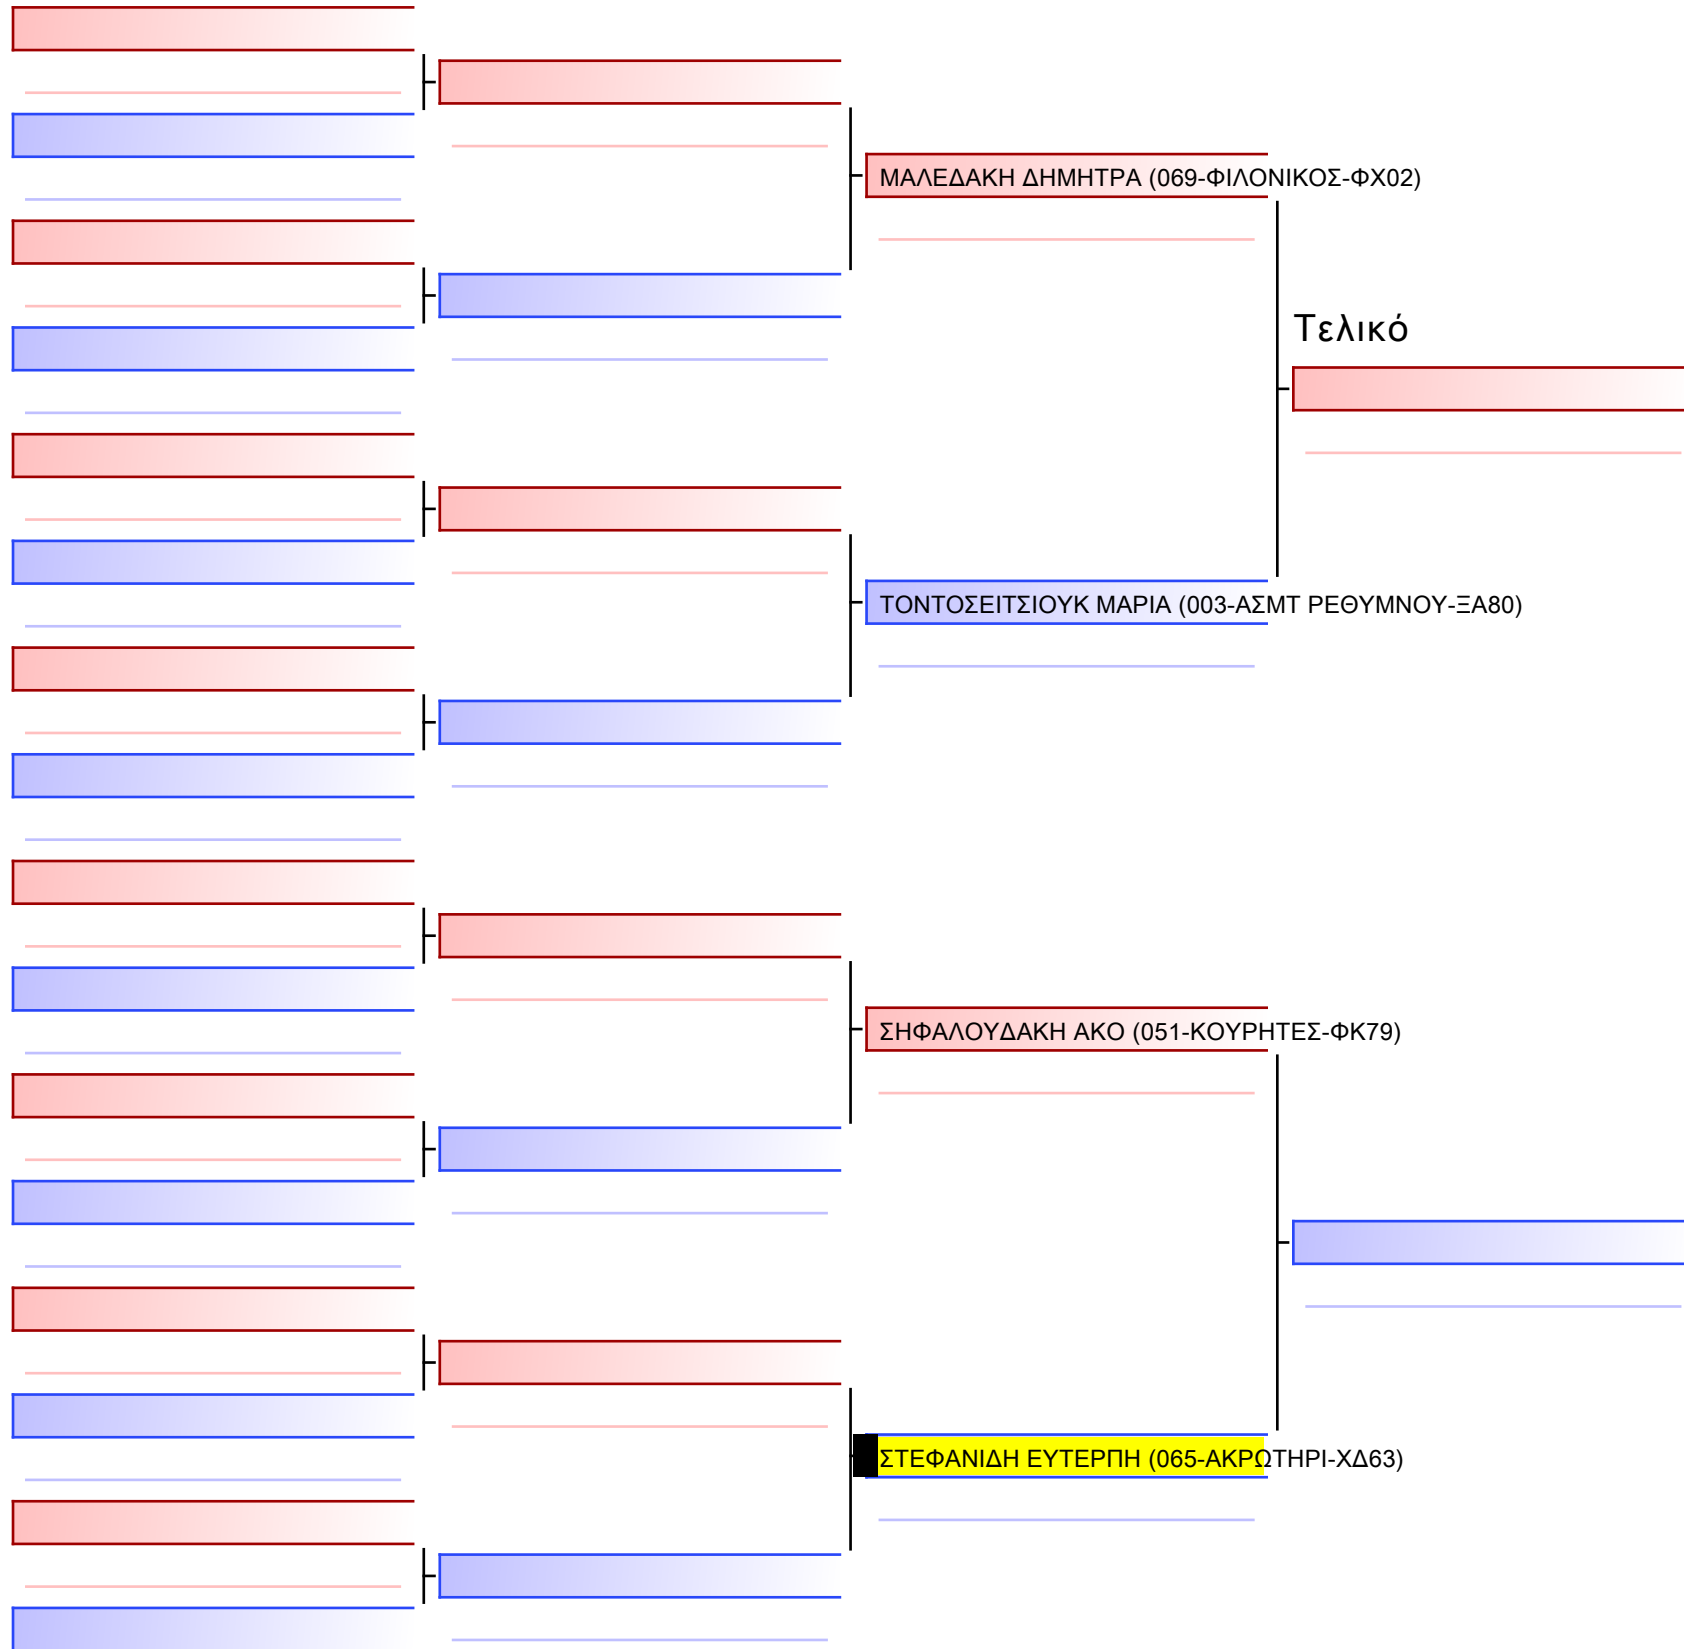 ΜΑΛΕΔΑΚΗ ΔΗΜΗΤΡΑ (069-ΦΙΛΟΝΙΚΟΣ-ΦΧ02)
Τελικό
ΤΟΝΤΟΣΕΙΤΣΙΟΥΚ ΜΑΡΙΑ (003-ΑΣΜΤ ΡΕΘΥΜΝΟΥ-ΞΑ80)
ΣΗΦΑΛΟΥΔΑΚΗ ΑΚΟ (051-ΚΟΥΡΗΤΕΣ-ΦΚ79)
ΣΤΕΦΑΝΙΔΗ ΕΥΤΕΡΠΗ (065-ΑΚΡΩΤΗΡΙ-ΧΔ63)